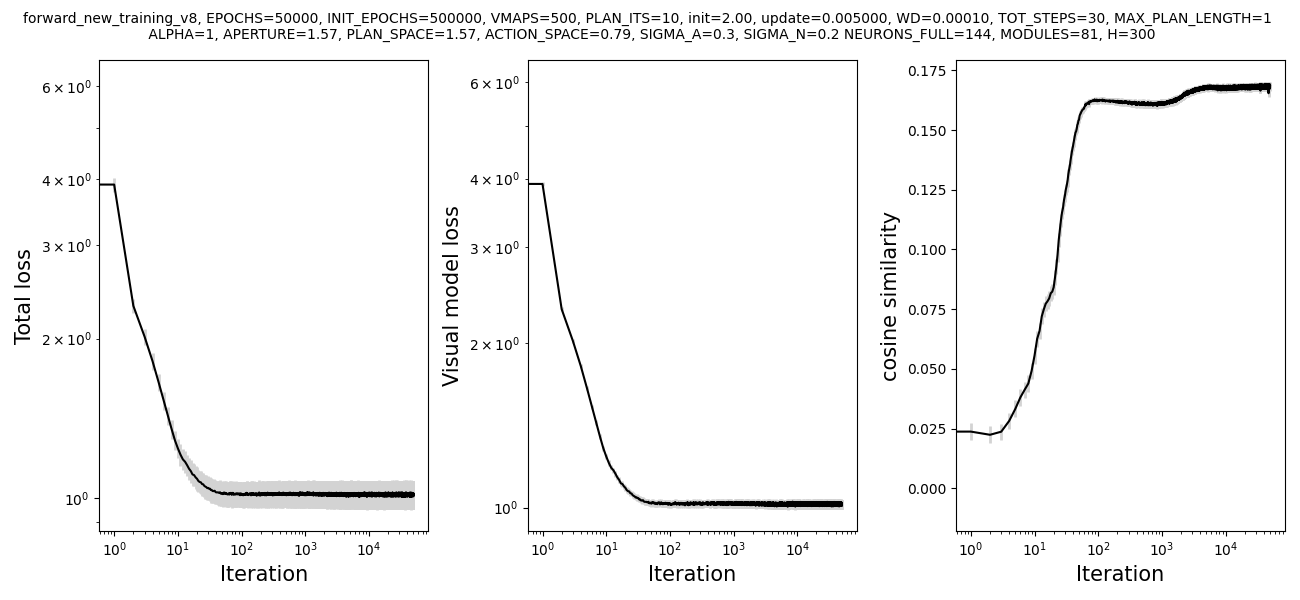 forward_new_training_v8, EPOCHS=50000, INIT_EPOCHS=500000, VMAPS=500, PLAN_ITS=10, init=2.00, update=0.005000, WD=0.00010, TOT_STEPS=30, MAX_PLAN_LENGTH=1
ALPHA=1, APERTURE=1.57, PLAN_SPACE=1.57, ACTION_SPACE=0.79, SIGMA_A=0.3, SIGMA_N=0.2 NEURONS_FULL=144, MODULES=81, H=300
Total loss
6 × 10⁰
4 × 10⁰
3 × 10⁰
2 × 10⁰
10⁰
10⁰ 10¹ 10² 10³ 10⁴
Iteration
Visual model loss
6 × 10⁰
4 × 10⁰
3 × 10⁰
2 × 10⁰
10⁰
10⁰ 10¹ 10² 10³ 10⁴
Iteration
cosine similarity
0.175
0.150
0.125
0.100
0.075
0.050
0.025
0.000
10⁰ 10¹ 10² 10³ 10⁴
Iteration